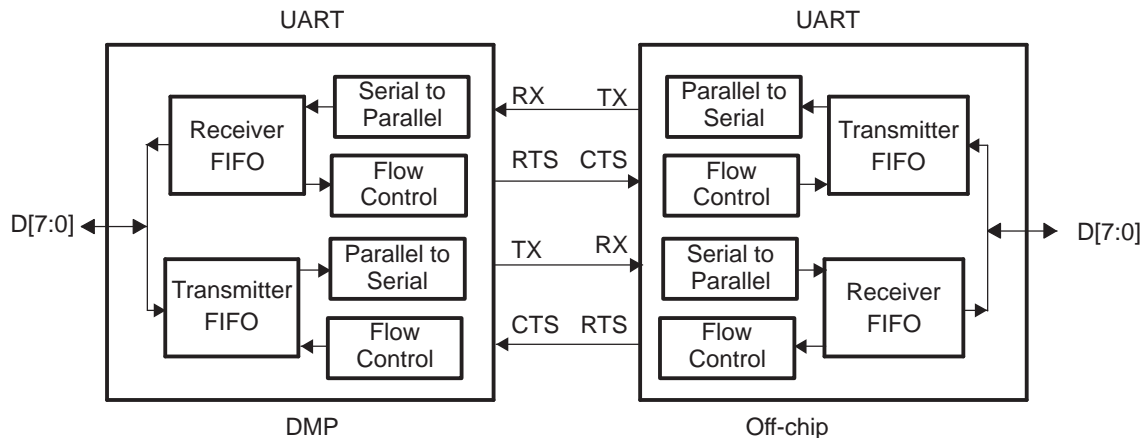 UART
UART
Serial to
Parallel
RX
TX
Parallel to
Serial
Receiver
FIFO
Transmitter
FIFO
Flow
Control
RTS
CTS
Flow
Control
D[7:0]
D[7:0]
Parallel to
Serial
TX
RX
Serial to
Parallel
Transmitter
FIFO
Receiver
FIFO
Flow
Control
CTS
RTS
Flow
Control
DMP
Off-chip